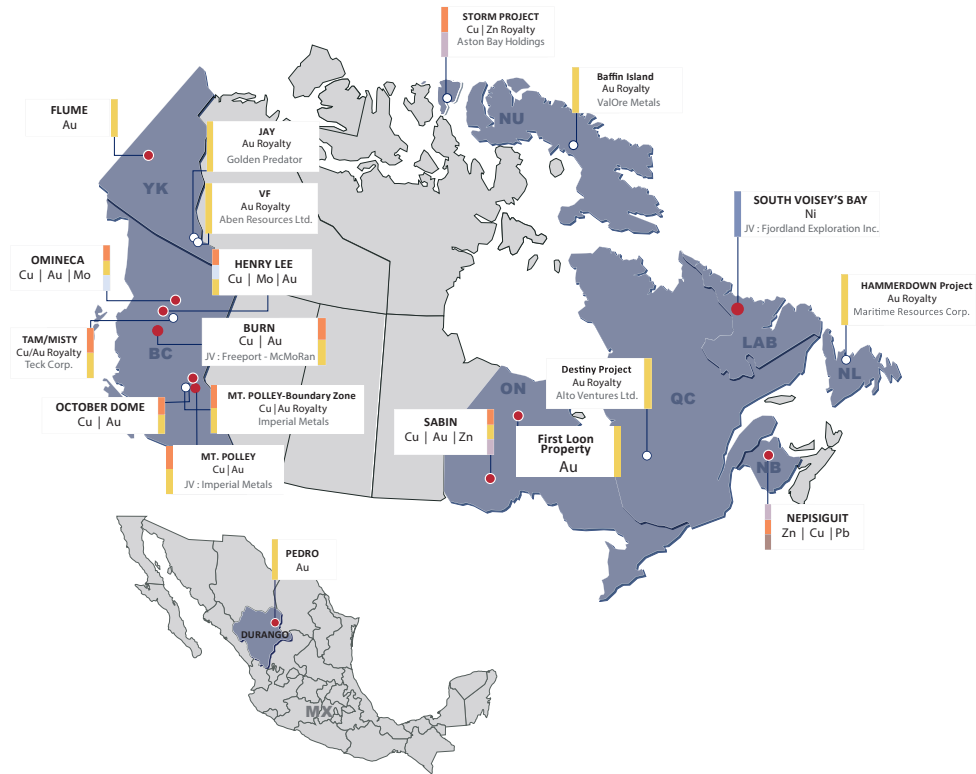 STORM PROJECT
Cu | Zn Royalty
Aston Bay Holdings
Baffin Island
Au Royalty
ValOre Metals
NU
FLUME
Au
JAY
Au Royalty
Golden Predator
YK
VF
Au Royalty
Aben Resources Ltd.
SOUTH VOISEY'S BAY
Ni
JV : Fjordland Exploration Inc.
OMINECA
Cu | Au | Mo
HENRY LEE
Cu | Mo | Au
HAMMERDOWN Project
Au Royalty
Maritime Resources Corp.
TAM/MISTY
Cu/Au Royalty
Teck Corp.
BC
BURN
Cu | Au
JV : Freeport - McMoRan
LAB
NL
Destiny Project
Au Royalty
Alto Ventures Ltd.
ON
QC
OCTOBER DOME
Cu | Au
MT. POLLEY-Boundary Zone
Cu | Au Royalty
Imperial Metals
SABIN
Cu | Au | Zn
First Loon
Property
Au
MT. POLLEY
Cu | Au
JV : Imperial Metals
NB
NEPISIGUIT
Zn | Cu | Pb
PEDRO
Au
DURANGO
MX